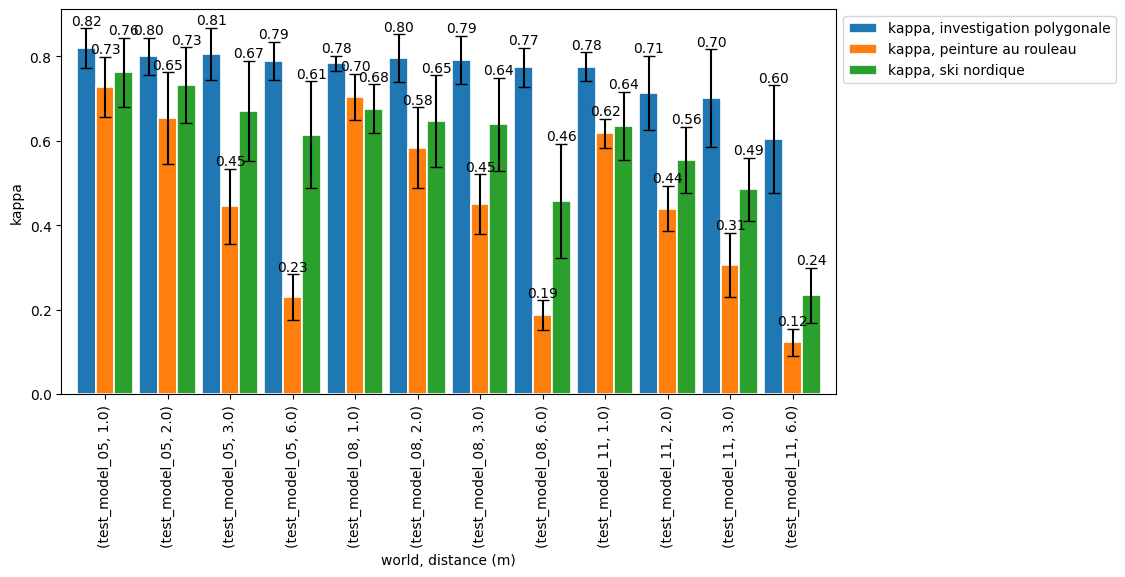 0.82 0.73 0.76 0.80 0.65 0.73 0.81 0.45 0.67 0.79 0.23 0.61 0.78 0.70 0.68 0.80 0.58 0.65 0.79 0.45 0.64 0.77 0.19 0.46 0.78 0.62 0.64 0.71 0.44 0.56 0.70 0.31 0.49 0.60 0.12 0.24
kappa, investigation polygonale
kappa, peinture au rouleau
kappa, ski nordique
0.8
0.6
0.4
0.2
0.0
kappa
(test_model_05, 1.0)
(test_model_05, 2.0)
(test_model_05, 3.0)
(test_model_05, 6.0)
(test_model_08, 1.0)
(test_model_08, 2.0)
(test_model_08, 3.0)
(test_model_08, 6.0)
(test_model_11, 1.0)
(test_model_11, 2.0)
(test_model_11, 3.0)
(test_model_11, 6.0)
world, distance (m)